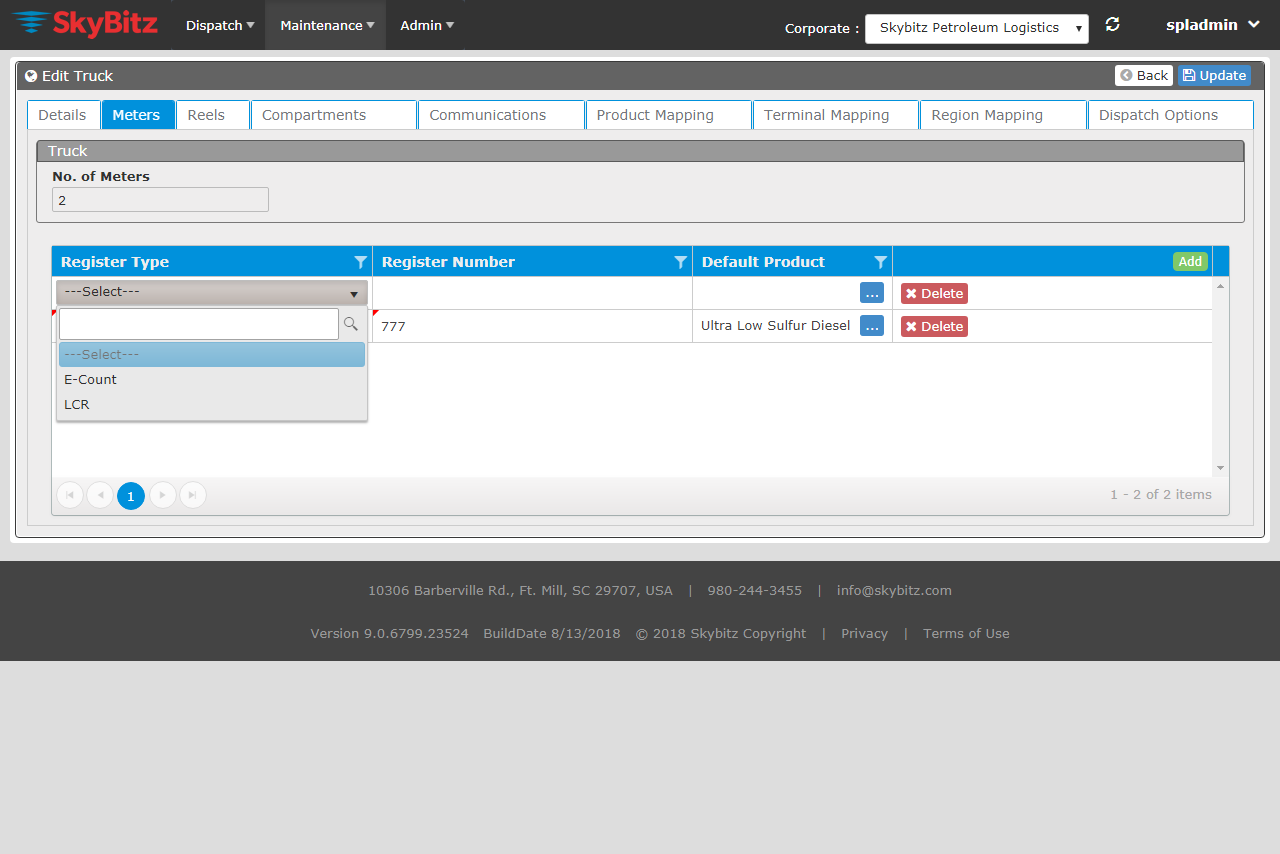 SkyBitz Dispatch Maintenance Admin Corporate : Skybitz Petroleum Logistics spladmin
Edit Truck Back Update
Details Meters Reels Compartments Communications Product Mapping Terminal Mapping Region Mapping Dispatch Options
Truck
No. of Meters
2
Register Type Register Number Default Product Add
---Select--- ... Delete
777 Ultra Low Sulfur Diesel ... Delete
---Select---
E-Count
LCR
1 1 - 2 of 2 items
10306 Barberville Rd., Ft. Mill, SC 29707, USA | 980-244-3455 | info@skybitz.com
Version 9.0.6799.23524 BuildDate 8/13/2018 © 2018 Skybitz Copyright | Privacy | Terms of Use